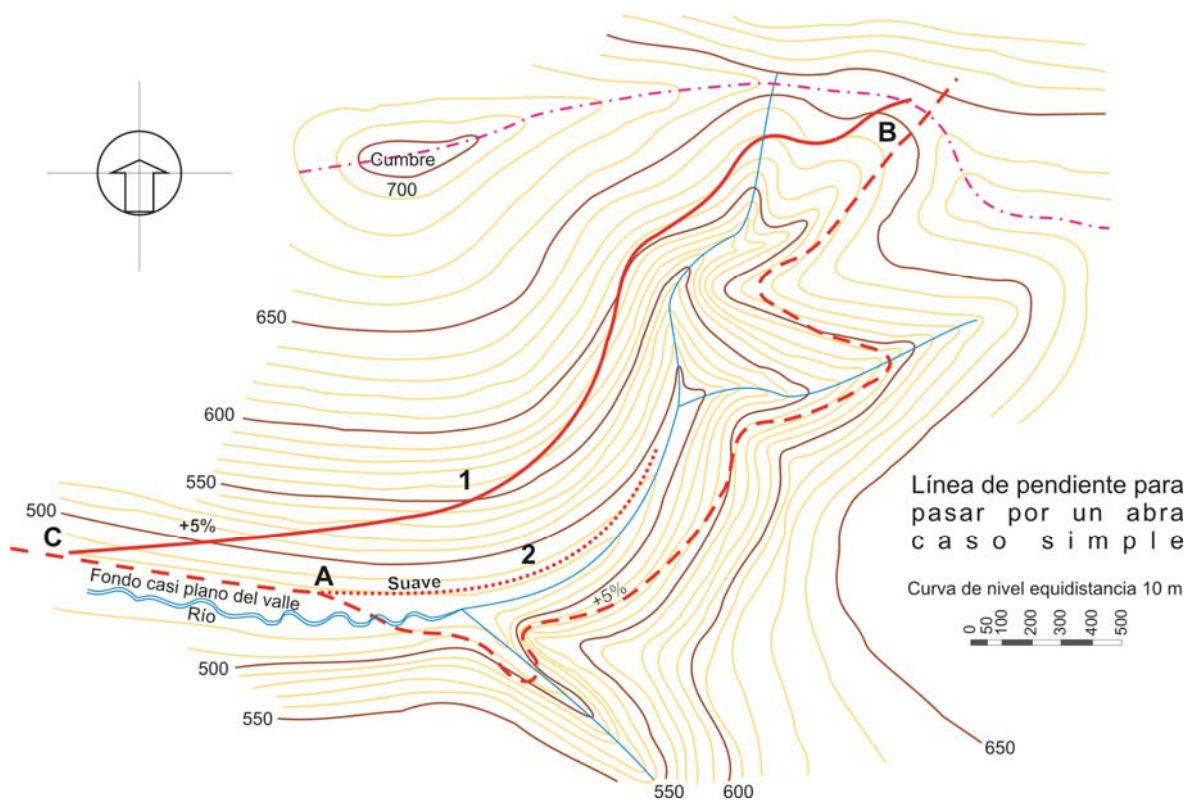 Cumbre
700
B
650
600
1
550
500
+5%
C
A
2
Suave
Fondo casi plano del valle
Río
+5%
500
550
550
600
650
Línea de pendiente para
pasar por un abra
caso simple
Curva de nivel equidistancia 10 m
0 50 100 200 300 400 500